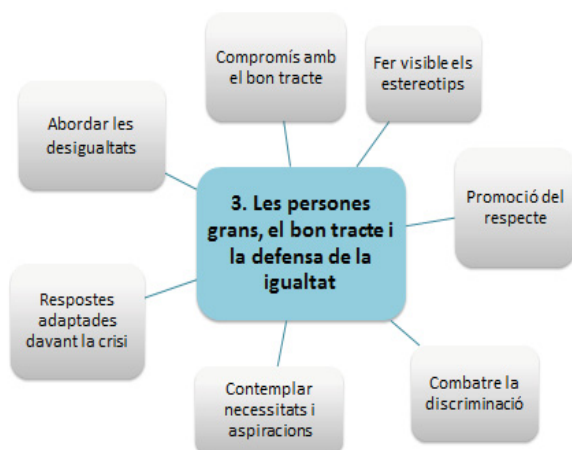 Compromís amb
el bon tracte
Fer visible els
estereotips
Abordar les
desigualtats
3. Les persones
grans, el bon tracte i
la defensa de la
igualtat
Promoció del
respecte
Respostes
adaptades
davant la crisi
Contemplar
necessitats i
aspiracions
Combatre la
discriminació